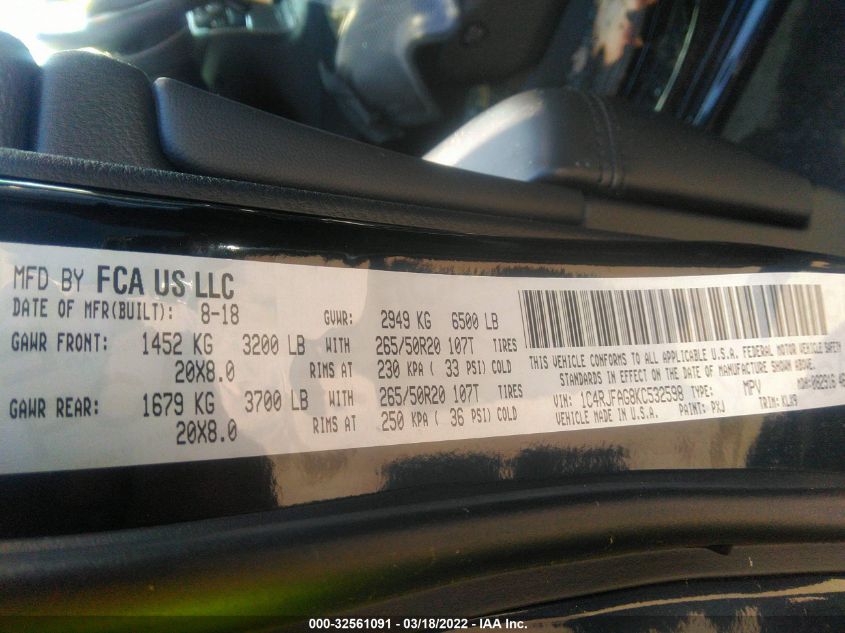 MFD BY FCA US LLC
DATE OF MFR(BUILT): 8-18 GVWR: 2949 KG 6500 LB
GAWR FRONT: 1452 KG 3200 LB WITH 265/50R20 107T TIRES
20X8.0 RIMS AT 230 KPA ( 33 PSI) COLD
GAWR REAR: 1679 KG 3700 LB WITH 265/50R20 107T TIRES
20X8.0 RIMS AT 250 KPA ( 36 PSI) COLD
THIS VEHICLE CONFORMS TO ALL APPLICABLE U.S.A. FEDERAL MOTOR VEHICLE SAFETY
STANDARDS IN EFFECT ON THE DATE OF MANUFACTURE SHOWN ABOVE.
VIN: 1C4RJFAG8KC532598 TYPE: MPV MDH: 082916
VEHICLE MADE IN U.S.A. PAINT: PXJ TRIM: KLX9
000-32561091 - 03/18/2022 - IAA Inc.